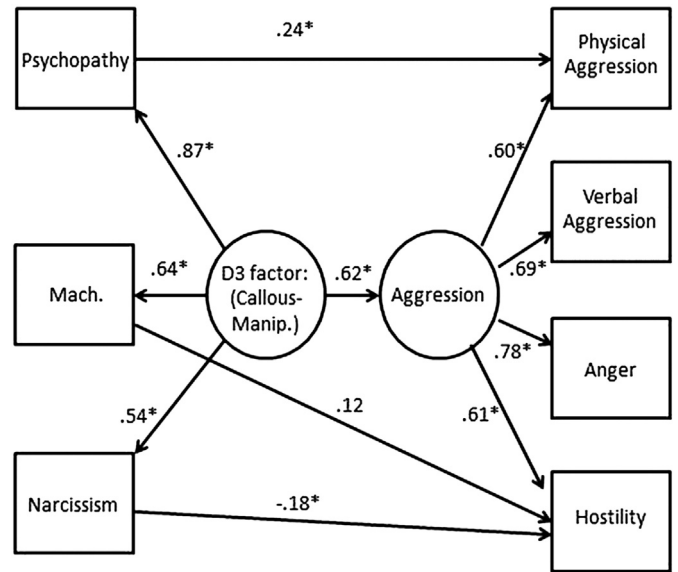 Psychopathy
.24*
Physical
Aggression
.87*
.60*
Verbal
Aggression
Mach.
.64*
D3 factor:
(Callous-
Manip.)
.62*
Aggression
.69*
.78*
Anger
.54*
.12
.61*
Narcissism
-.18*
Hostility